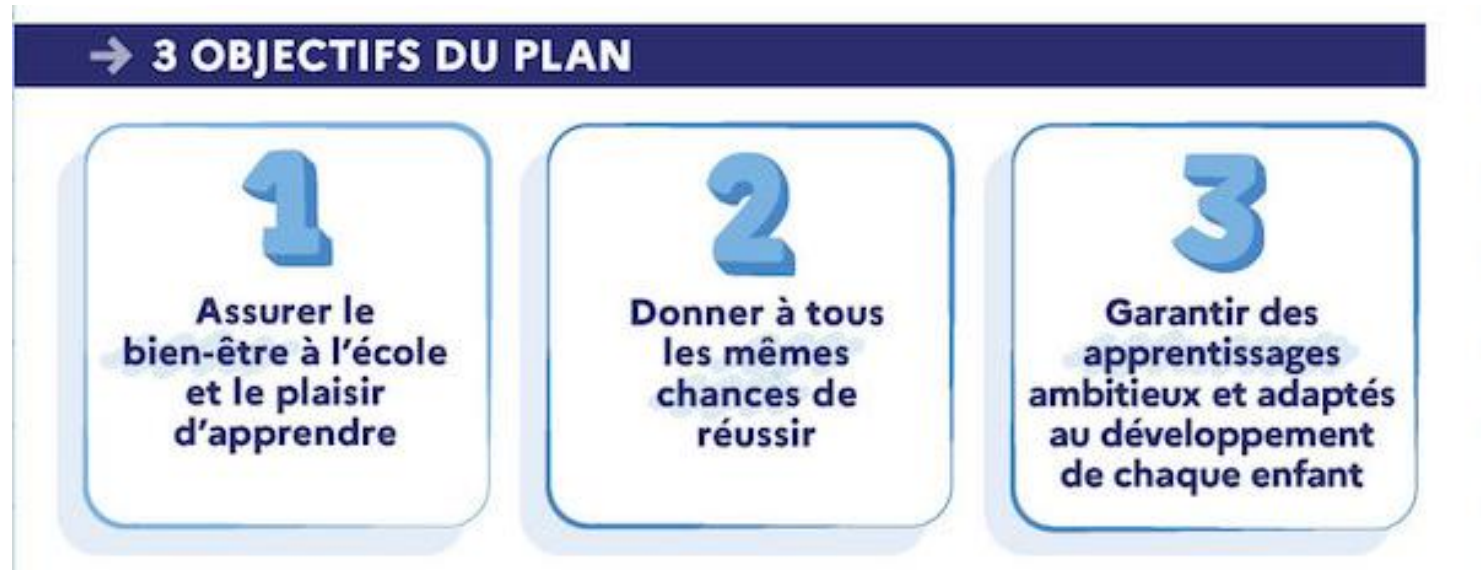 → 3 OBJECTIFS DU PLAN
1
Assurer le
bien-être à l'école
et le plaisir
d'apprendre
2
Donner à tous
les mêmes
chances de
réussir
3
Garantir des
apprentissages
ambitieux et adaptés
au développement
de chaque enfant